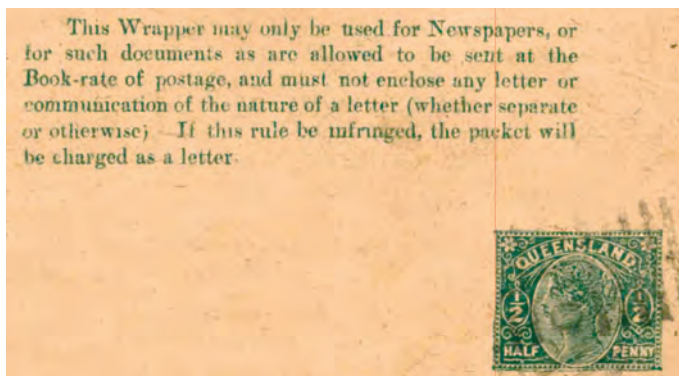 This Wrapper may only be used for Newspapers, or
for such documents as are allowed to be sent at the
Book-rate of postage, and must not enclose any letter or
communication of the nature of a letter (whether separate
or otherwise) If this rule be infringed, the packet will
be charged as a letter.
QUEENSLAND
½ ½
HALF PENNY